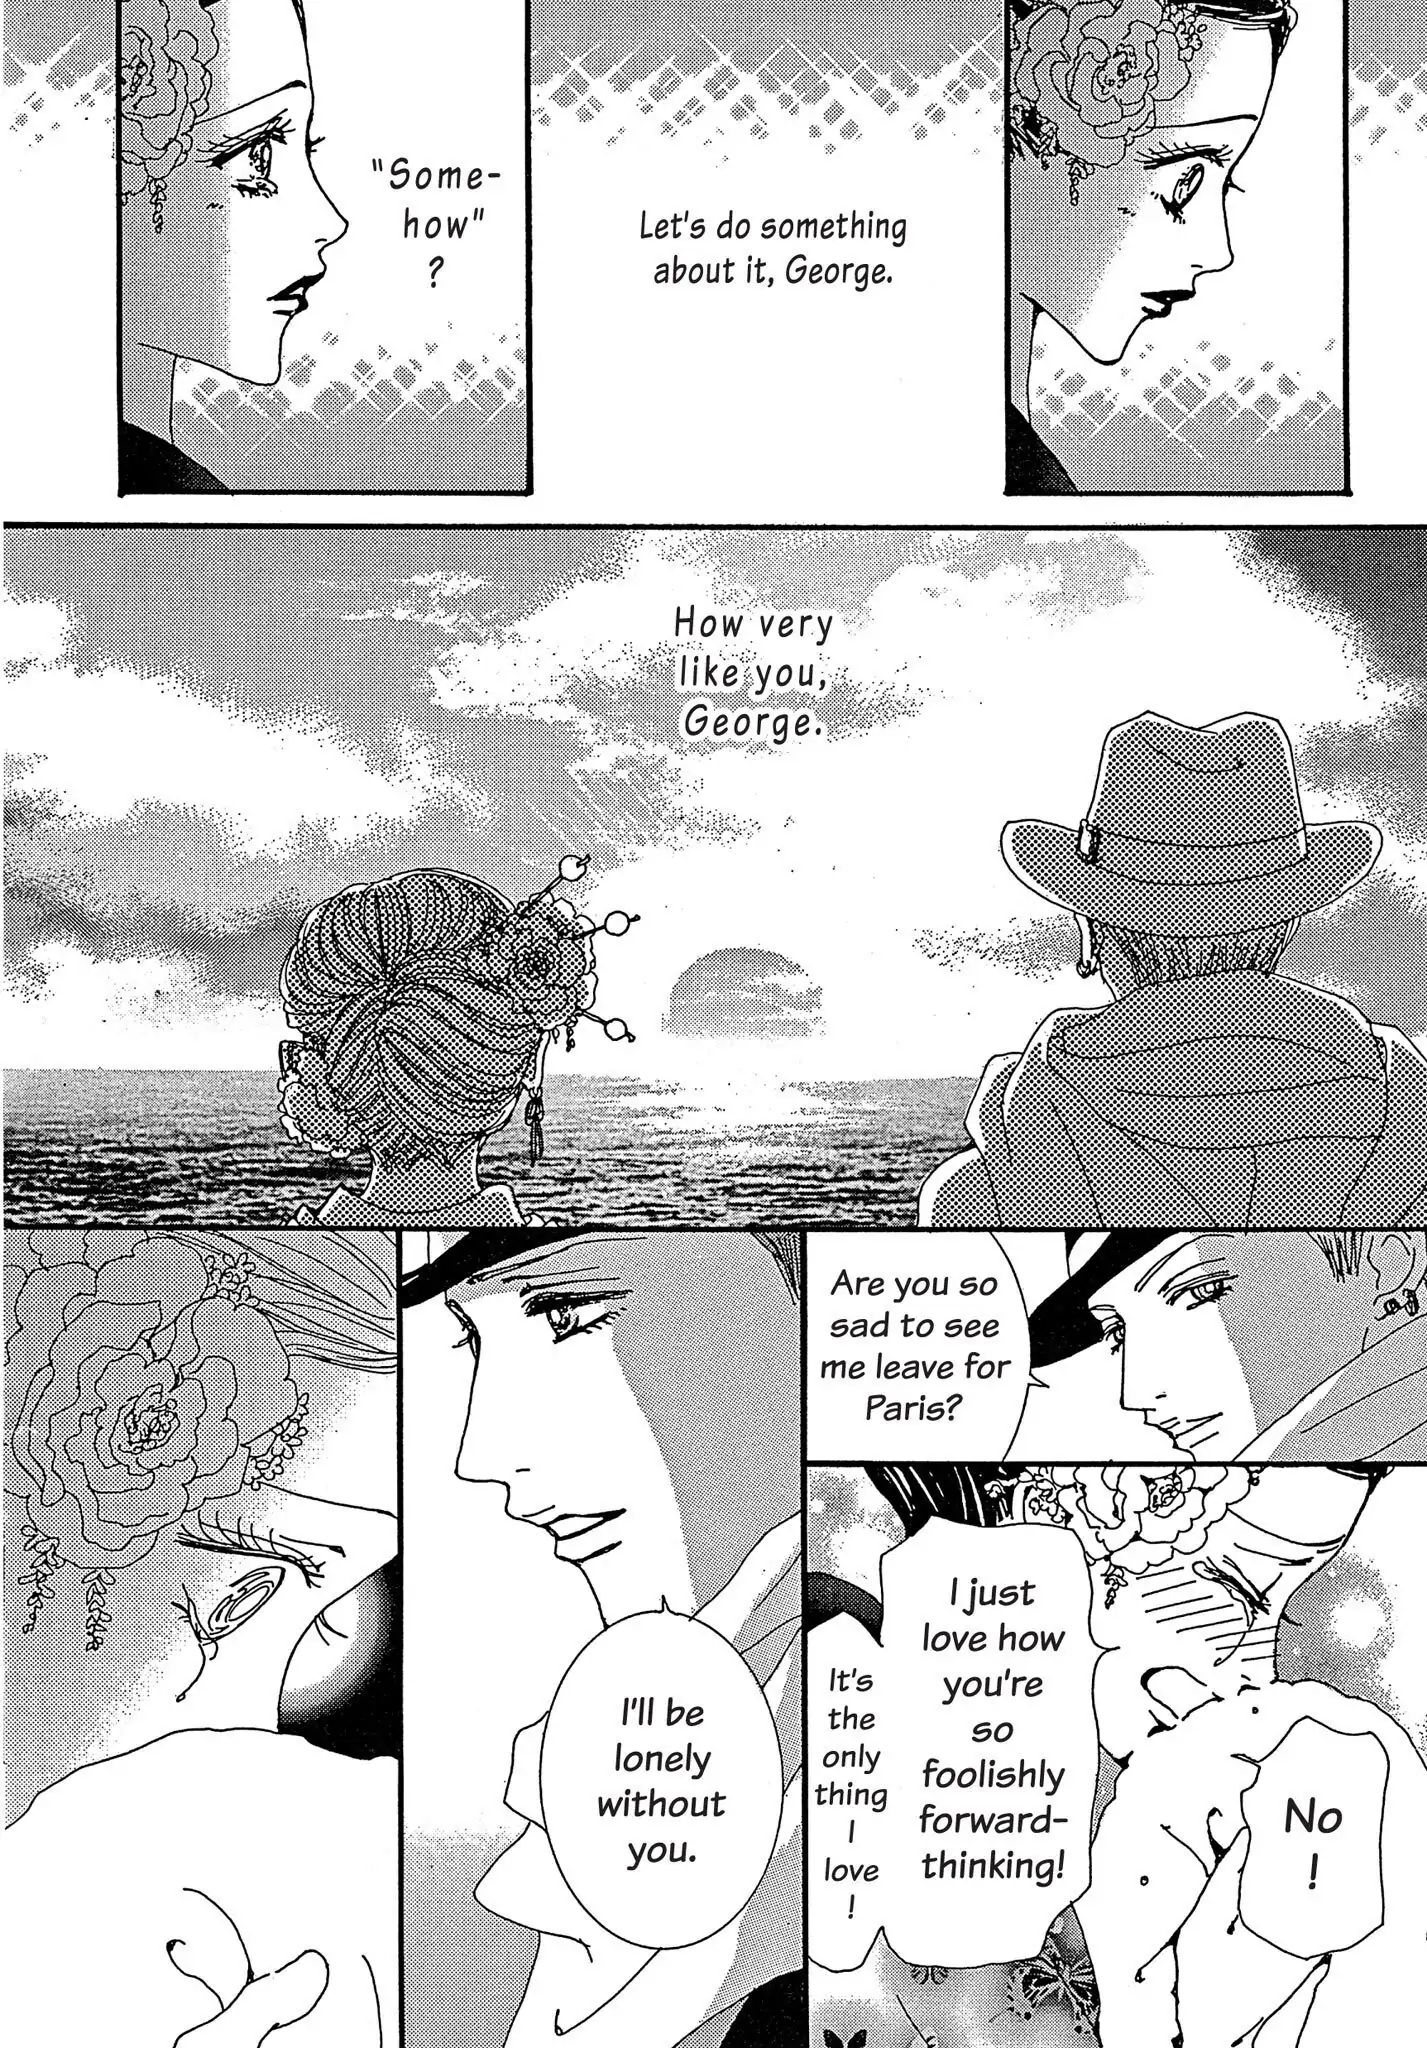 Let's do something
about it, George.
"Some-
how"
?
How very
like you,
George.
Are you so
sad to see
me leave for
Paris?
No
!
I just
love how
you're
so
foolishly
forward-
thinking!
It's
the
only
thing
I
love
!
I'll be
lonely
without
you.